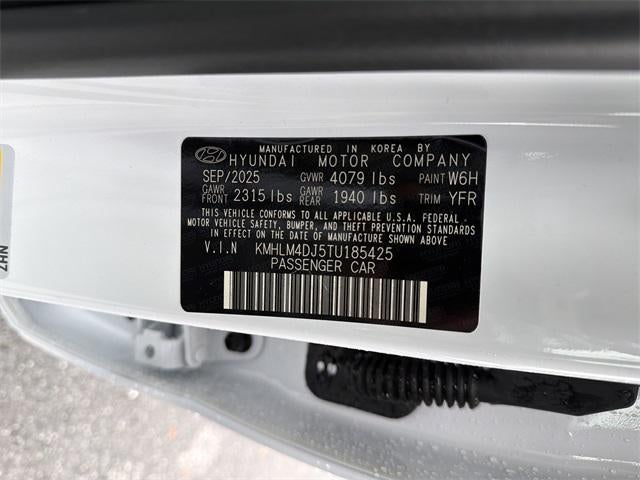 MANUFACTURED IN KOREA BY
HYUNDAI MOTOR COMPANY
SEP/2025 GVWR 4079 lbs PAINT W6H
GAWR FRONT 2315 lbs GAWR REAR 1940 lbs TRIM YFR
THIS VEHICLE CONFORMS TO ALL APPLICABLE U.S.A. FEDERAL
MOTOR VEHICLE SAFETY, BUMPER, AND THEFT PREVENTION STANDARDS
IN EFFECT ON THE DATE OF MANUFACTURE SHOWN ABOVE.
V.I.N KMHLM4DJ5TU185425
PASSENGER CAR
NHZ